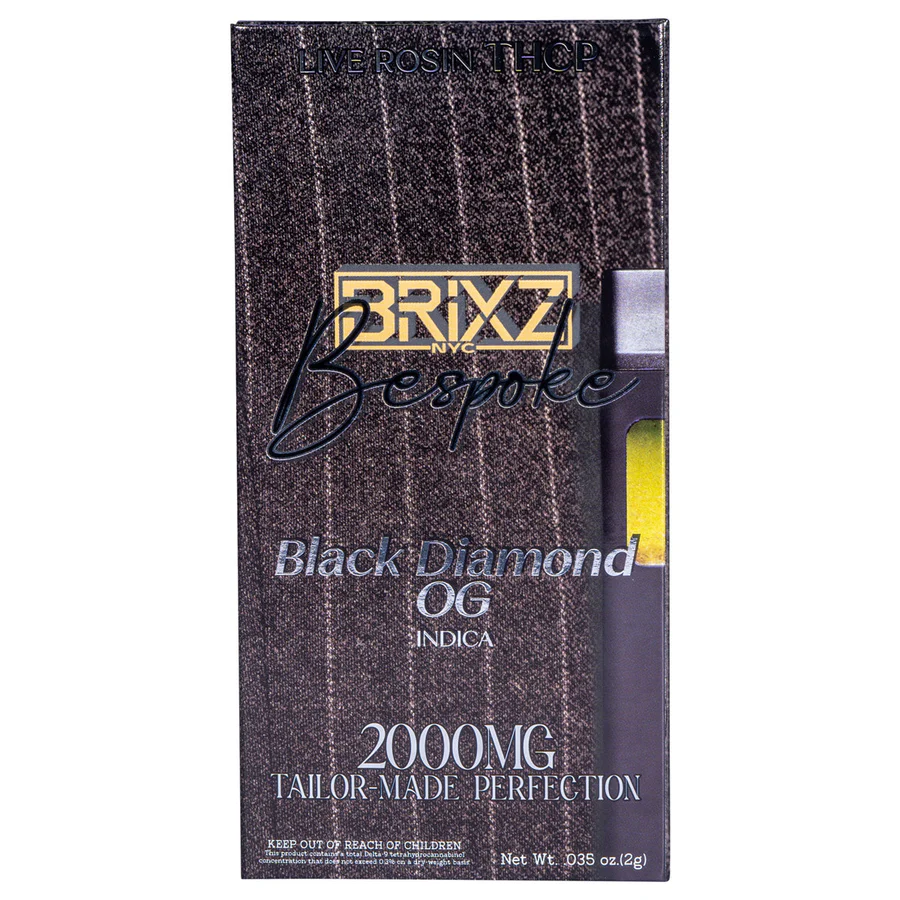 LIVE ROSIN THCP
BRIXZ
NYC
Bespoke
Black Diamond
OG
INDICA
2000MG
TAILOR-MADE PERFECTION
KEEP OUT OF REACH OF CHILDREN
This product contains a total Delta-9 tetrahydrocannabinol
concentration that does not exceed 0.3% on a dry-weight basis
Net Wt. .035 oz.(2g)